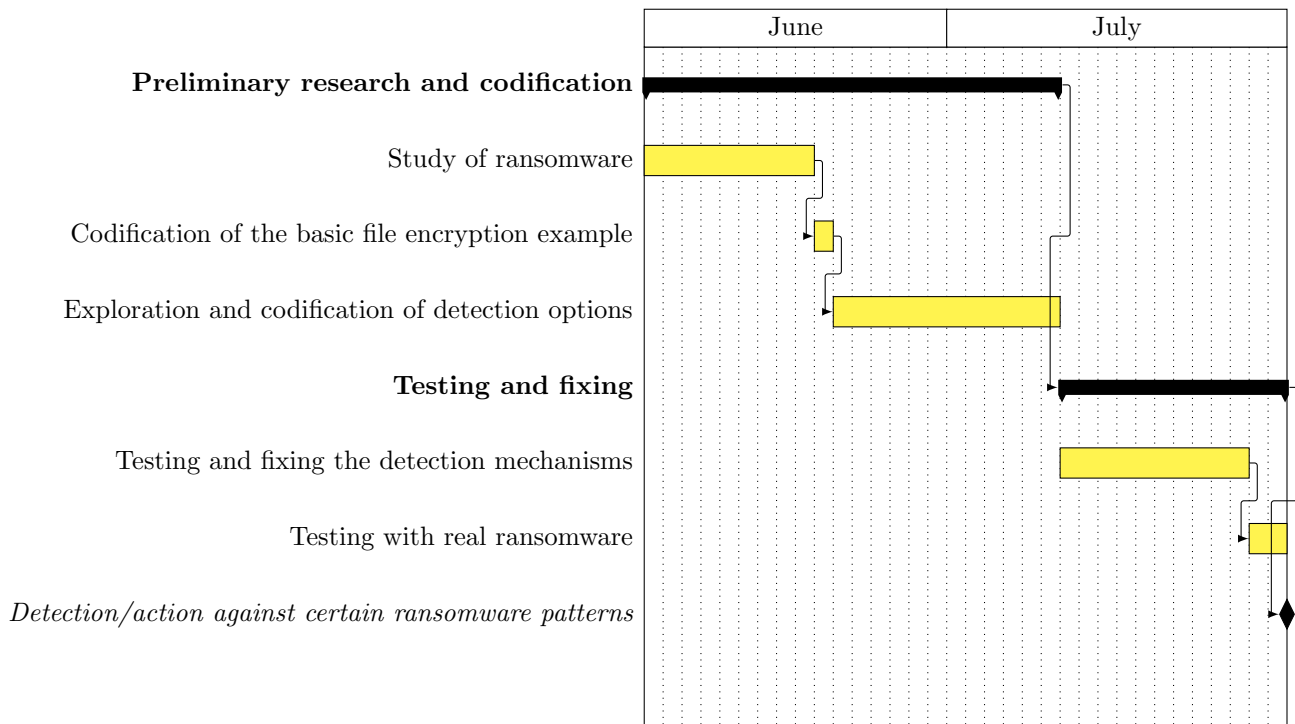 June
July
Preliminary research and codification
Study of ransomware
Codification of the basic file encryption example
Exploration and codification of detection options
Testing and fixing
Testing and fixing the detection mechanisms
Testing with real ransomware
Detection/action against certain ransomware patterns